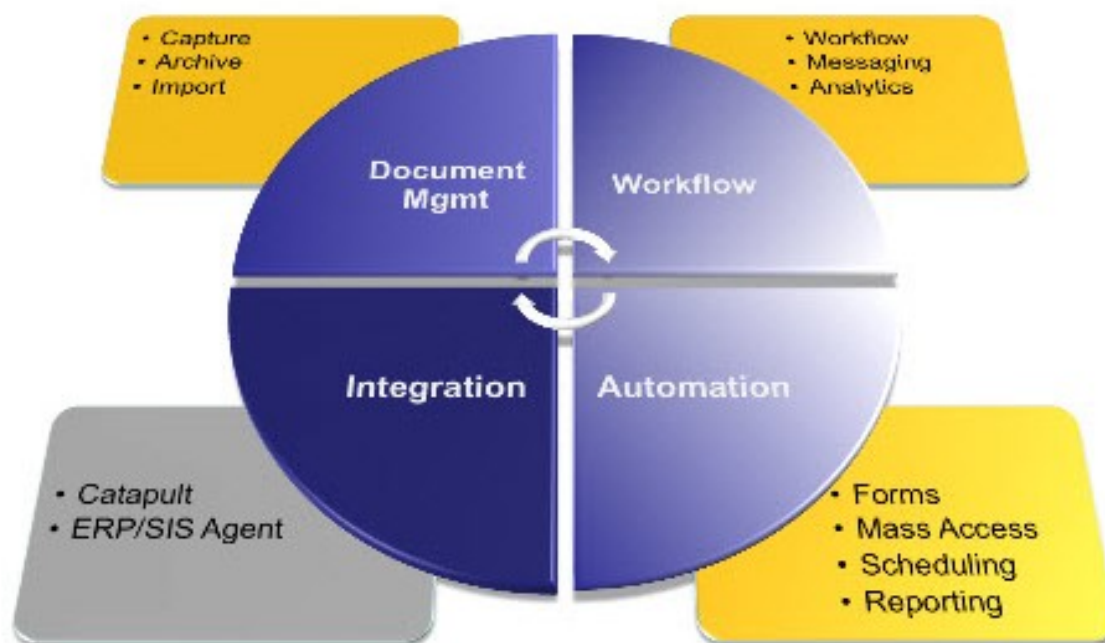 • Capture
• Archive
• Import
• Workflow
• Messaging
• Analytics
Document
Mgmt
Workflow
Integration
Automation
• Catapult
• ERP/SIS Agent
• Forms
• Mass Access
• Scheduling
• Reporting